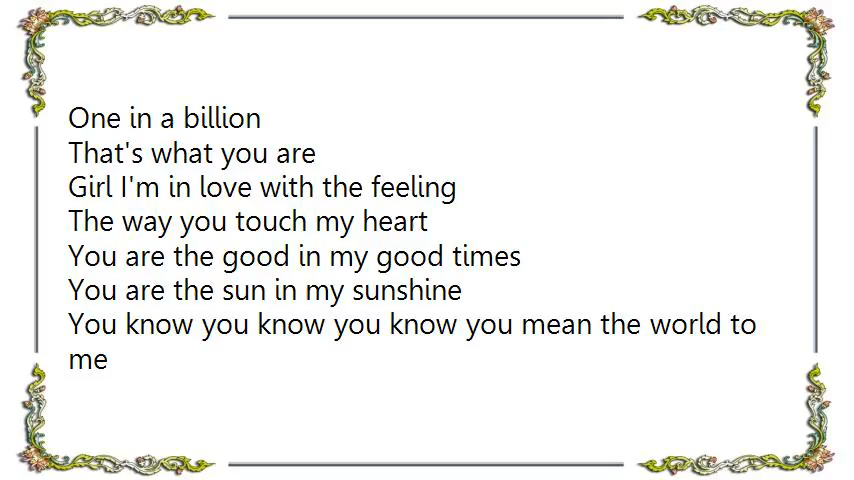 One in a billion
That's what you are
Girl I'm in love with the feeling
The way you touch my heart
You are the good in my good times
You are the sun in my sunshine
You know you know you know you mean the world to
me